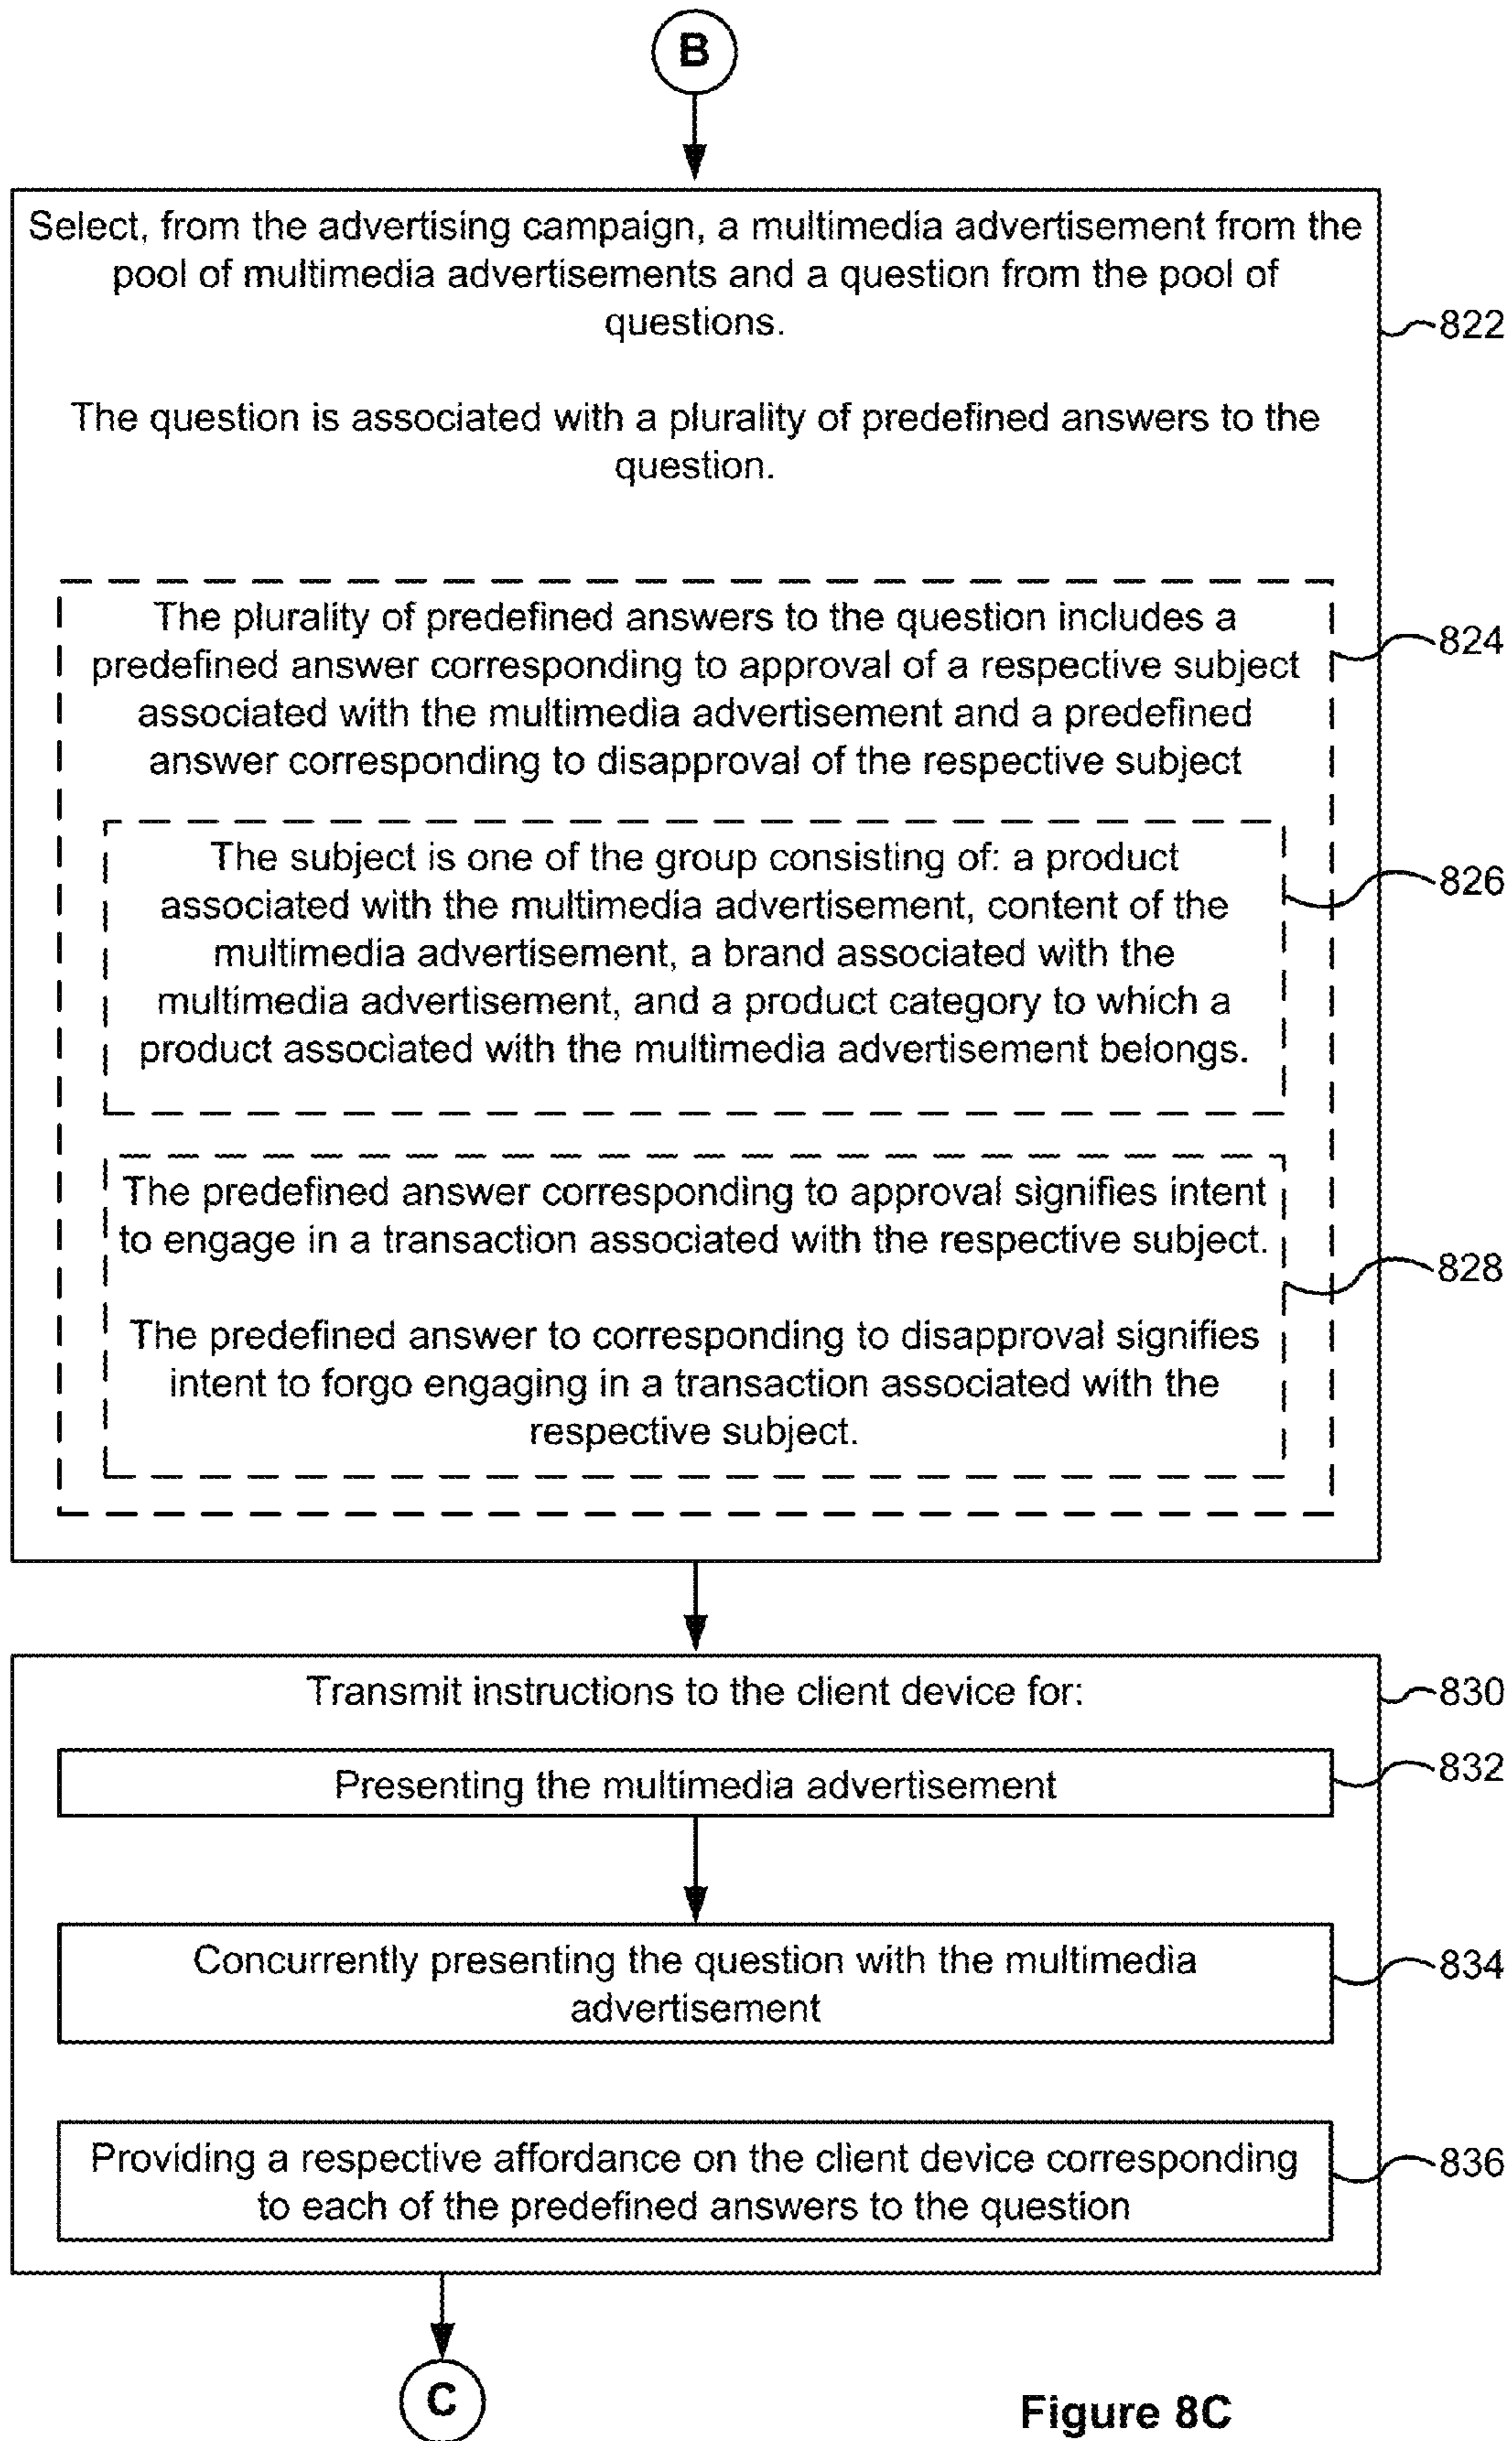 B
Select, from the advertising campaign, a multimedia advertisement from the
pool of multimedia advertisements and a question from the pool of
questions.
822
The question is associated with a plurality of predefined answers to the
question.
The plurality of predefined answers to the question includes a
824
predefined answer corresponding to approval of a respective subject
associated with the multimedia advertisement and a predefined
answer corresponding to disapproval of the respective subject
The subject is one of the group consisting of: a product
826
associated with the multimedia advertisement, content of the
multimedia advertisement, a brand associated with the
multimedia advertisement, and a product category to which a
product associated with the multimedia advertisement belongs.
The predefined answer corresponding to approval signifies intent
to engage in a transaction associated with the respective subject.
828
The predefined answer to corresponding to disapproval signifies
intent to forgo engaging in a transaction associated with the
respective subject.
Transmit instructions to the client device for:
830
Presenting the multimedia advertisement
832
Concurrently presenting the question with the multimedia
advertisement
834
Providing a respective affordance on the client device corresponding
to each of the predefined answers to the question
836
C
Figure 8C